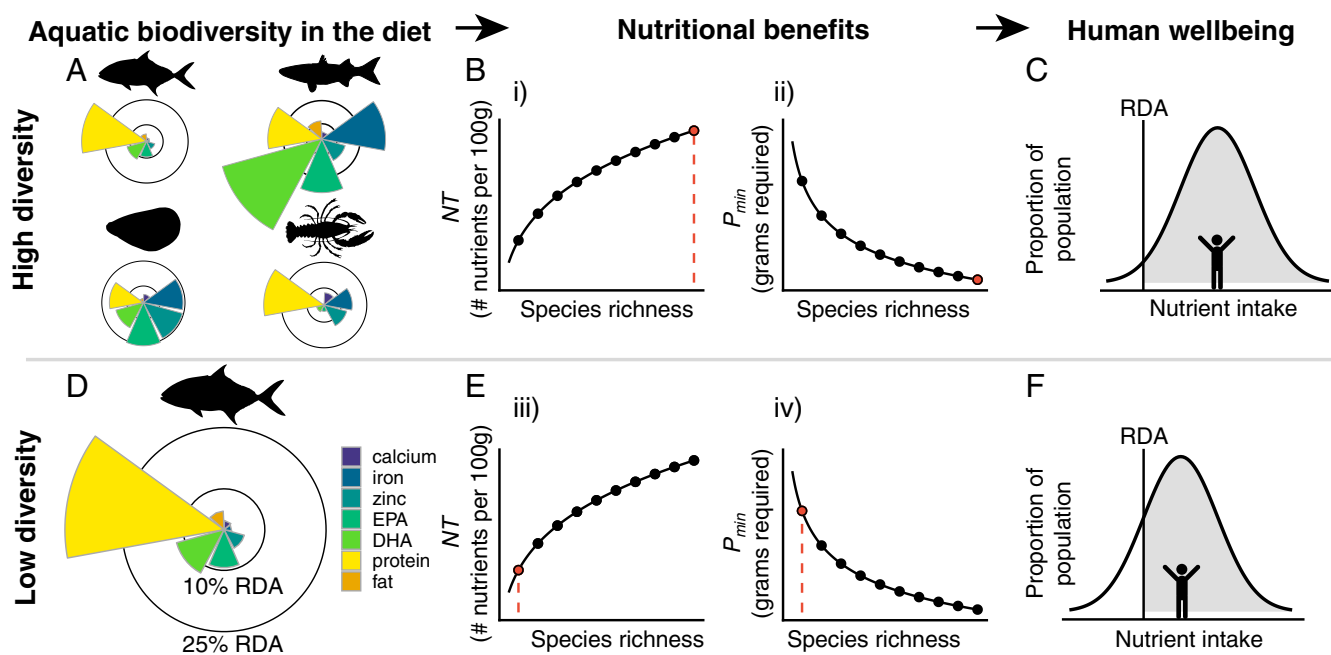 Aquatic biodiversity in the diet
Nutritional benefits
Human wellbeing
High diversity
A
B
i)
NT
(# nutrients per 100g)
Species richness
ii)
Pmin
(grams required)
Species richness
C
RDA
Proportion of
population
Nutrient intake
Low diversity
D
10% RDA
25% RDA
calcium
iron
zinc
EPA
DHA
protein
fat
E
iii)
NT
(# nutrients per 100g)
Species richness
iv)
Pmin
(grams required)
Species richness
F
RDA
Proportion of
population
Nutrient intake